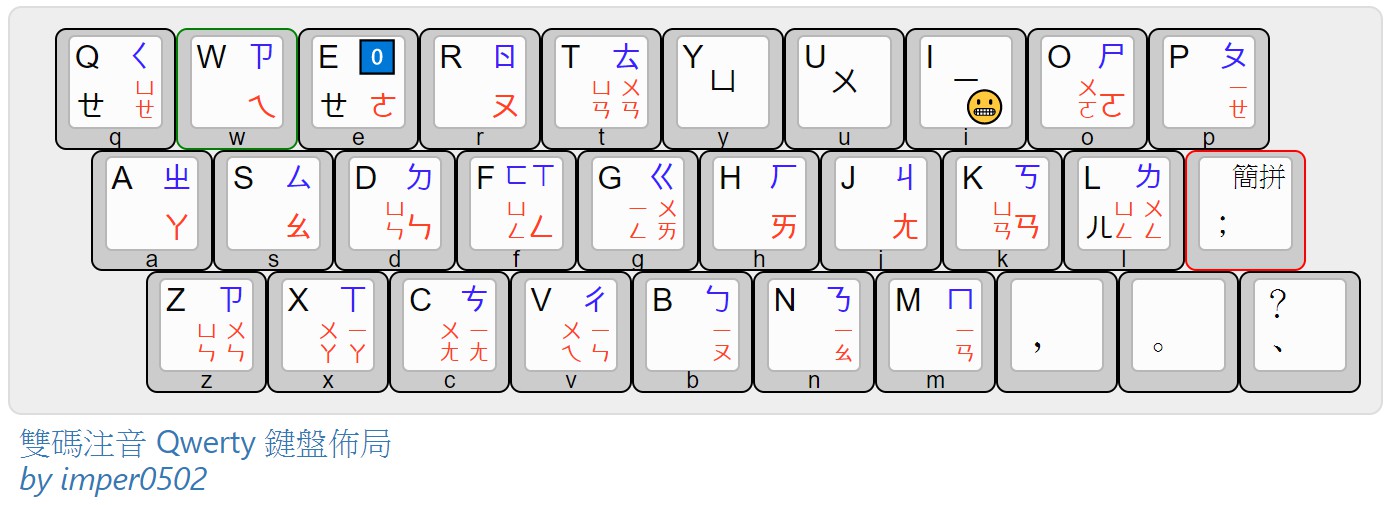 Q ㄑ W ㄗ E 0 R ㄖ T ㄊ Y U I O ㄕ P ㄆ
ㄝ ㄩㄝ ㄟ ㄝ ㄜ ㄡ ㄩㄢ ㄨㄢ ㄩ ㄨ ㄧ ㄨㄛ ㄛ ㄧㄝ
q w e r t y u i o p
A ㄓ S ㄙ D ㄉ F ㄈ ㄒ G ㄍ H ㄏ J ㄐ K ㄎ L ㄌ 簡拼
ㄚ ㄠ ㄩㄣ ㄣ ㄩㄥ ㄥ ㄧㄥ ㄨㄞ ㄞ ㄤ ㄩㄢ ㄢ ㄦ ㄩㄥ ㄨㄥ ；
a s d f g h j k l
Z ㄗ X ㄒ C ㄘ V ㄔ B ㄅ N ㄋ M ㄇ ？
ㄩㄣ ㄨㄣ ㄨㄚ ㄧㄚ ㄨㄤ ㄧㄤ ㄨㄟ ㄧㄣ ㄧㄡ ㄧㄠ ㄧㄢ ， 。 、
z x c v b n m
雙碼注音 Qwerty 鍵盤佈局
by imper0502